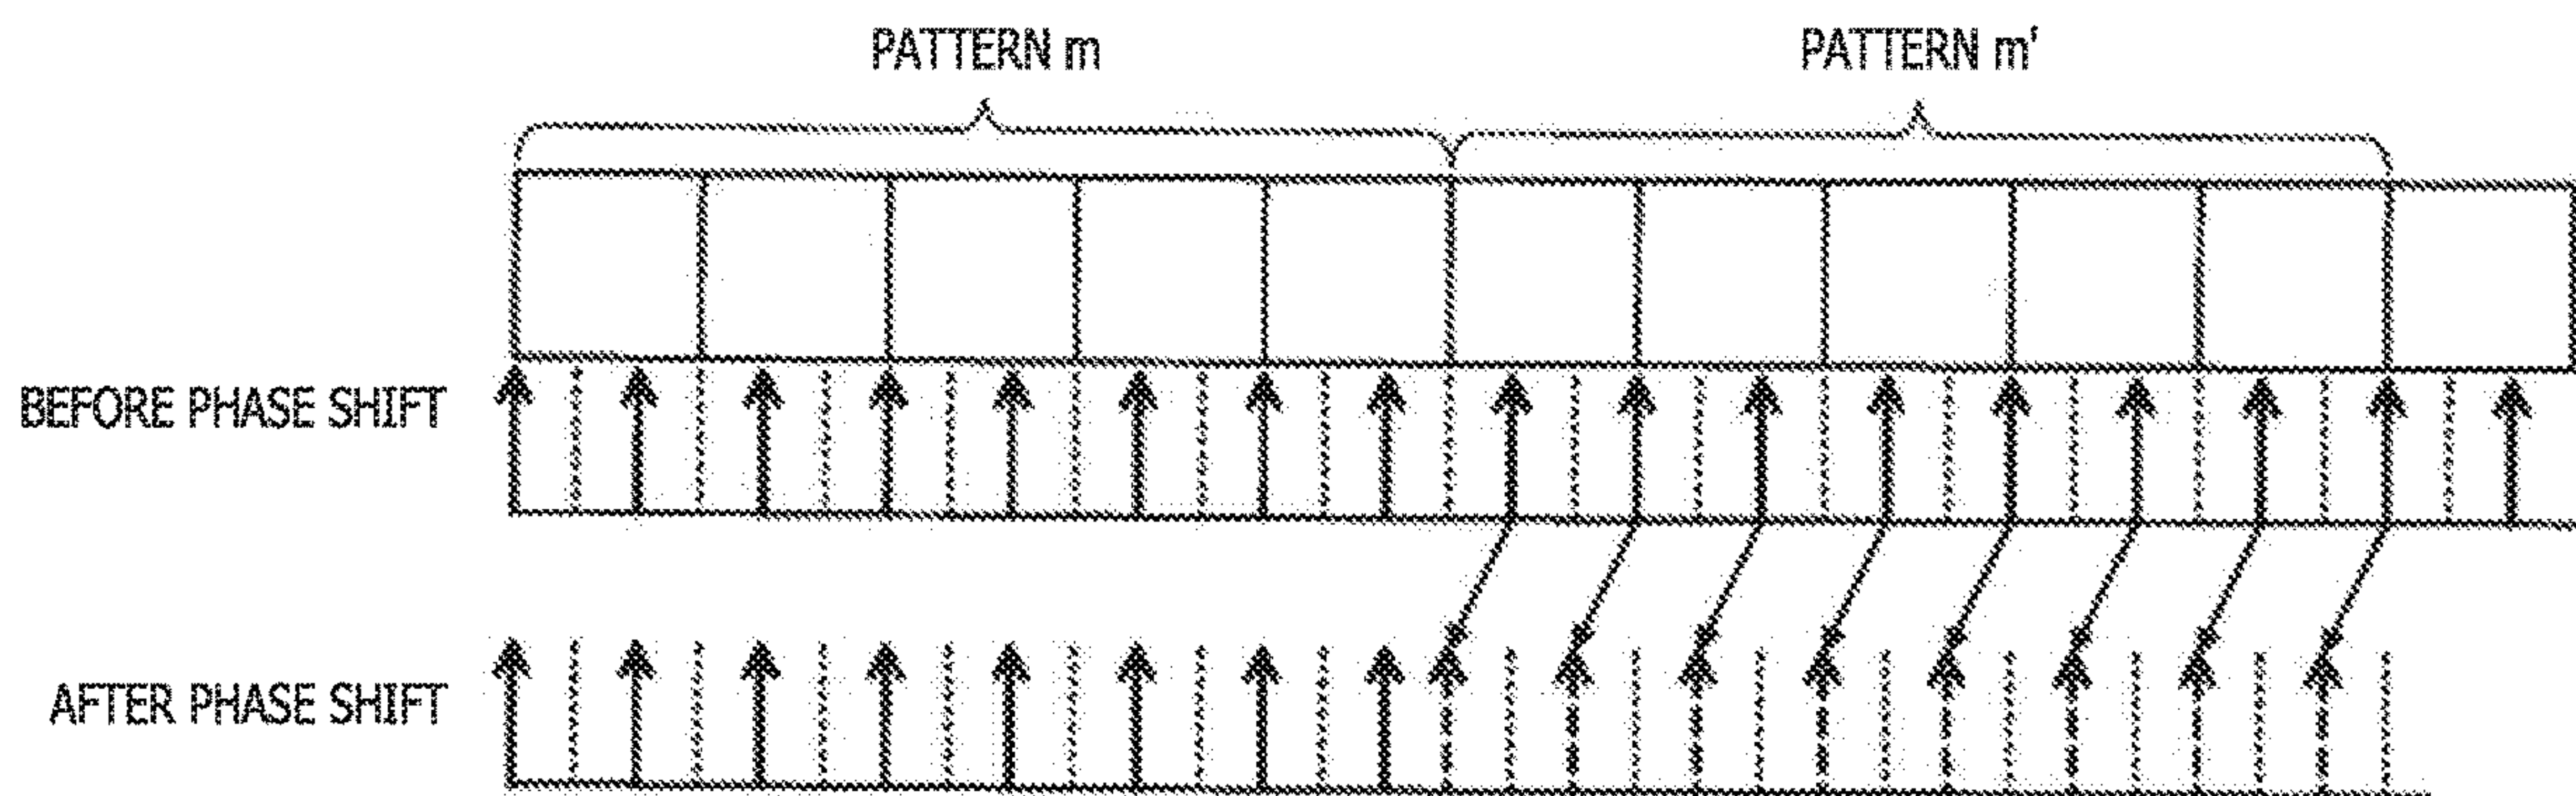 PATTERN m
PATTERN m'
BEFORE PHASE SHIFT
AFTER PHASE SHIFT